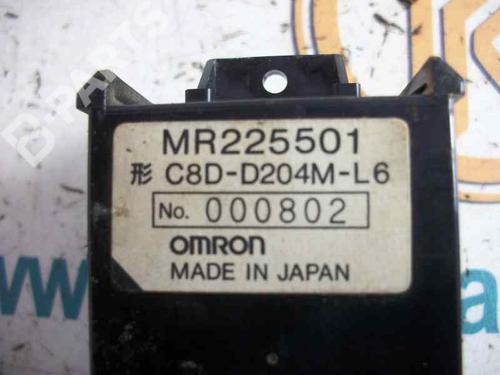 MR225501
形 C8D-D204M-L6
No. 000802
OMRON
MADE IN JAPAN